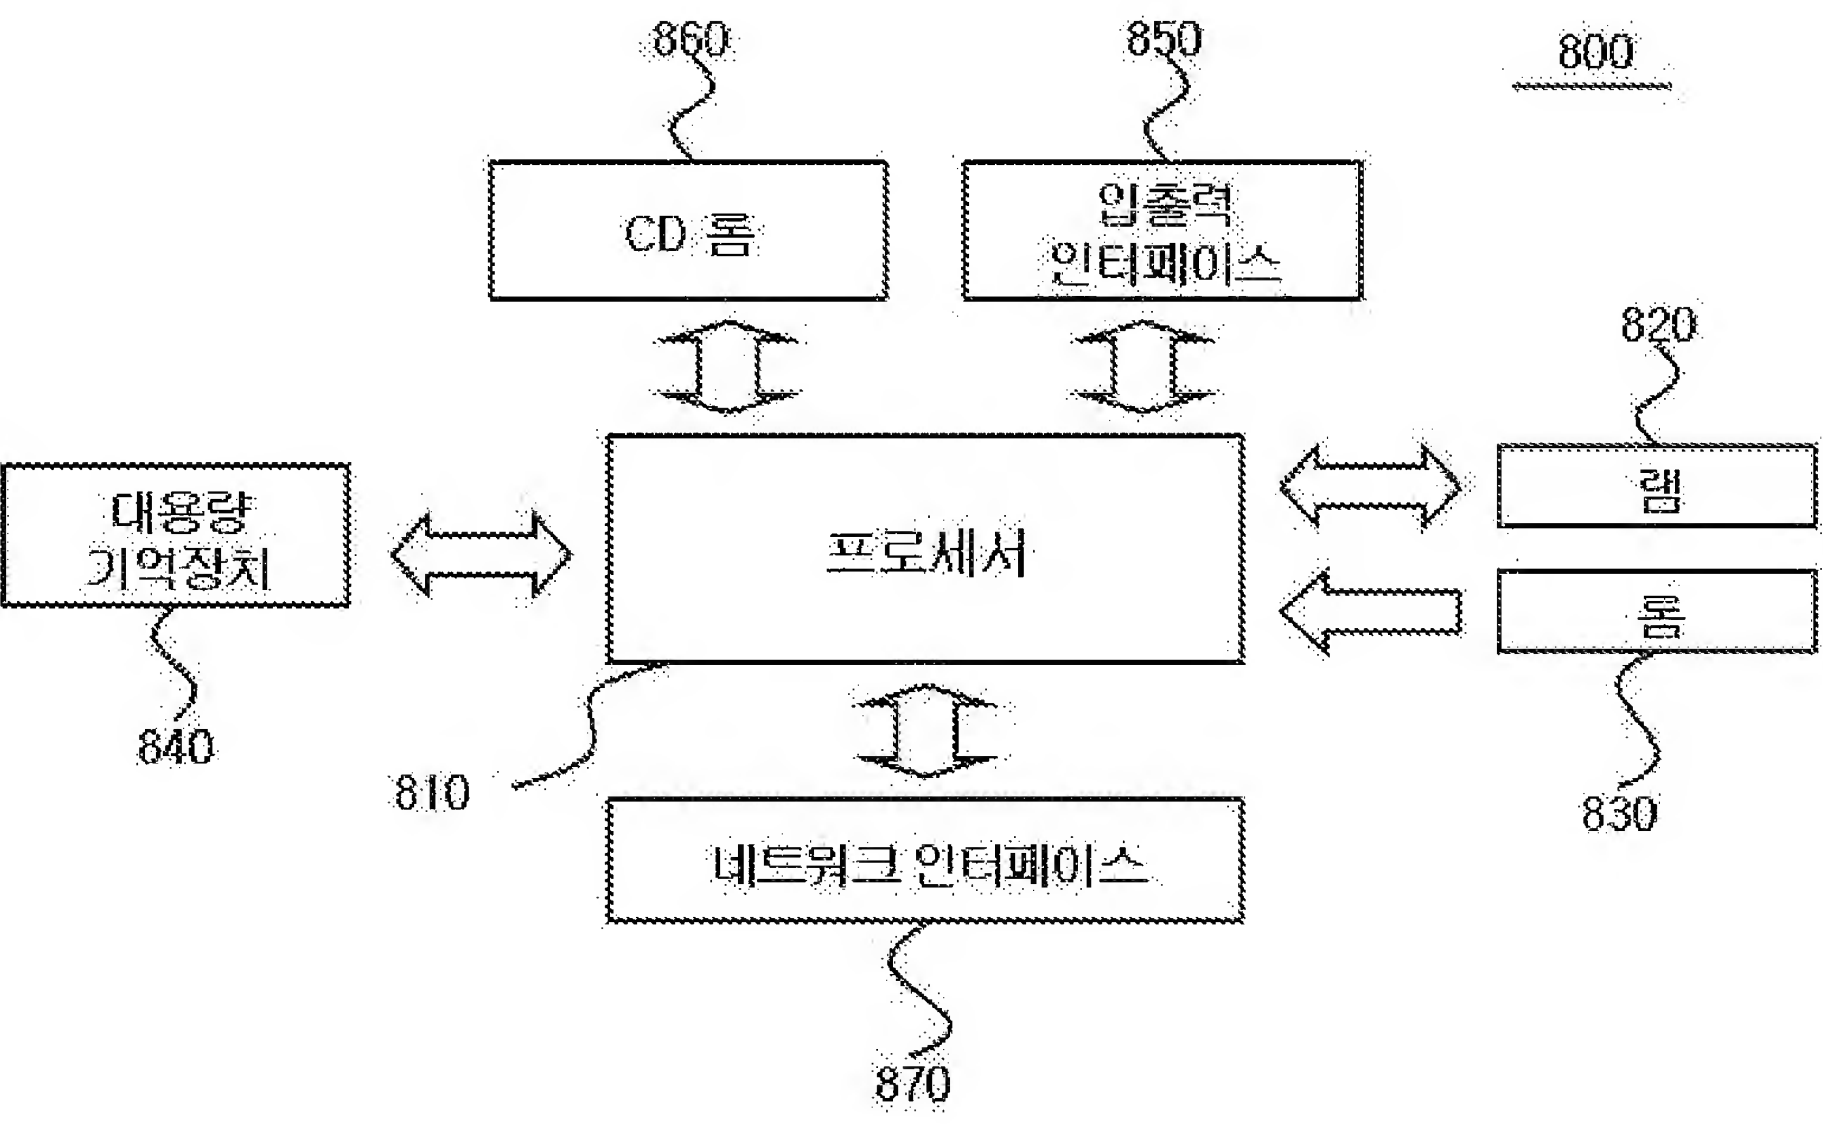 860
850
800
CD 롬
입출력
인터페이스
820
대용량
기억장치
프로세서
램
롬
840
810
830
네트워크 인터페이스
870